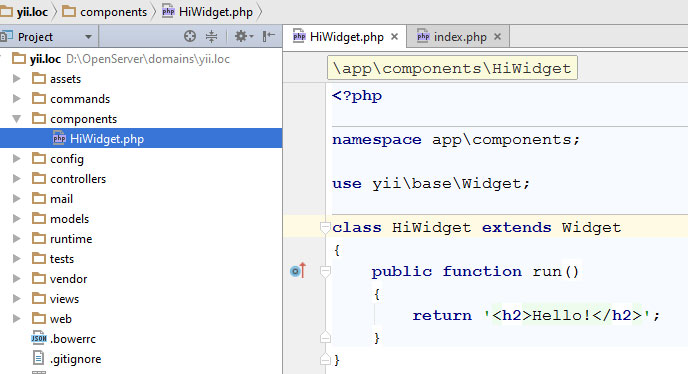 yii.loc components HiWidget.php
Project
yii.loc D:\OpenServer\domains\yii.loc
assets
commands
components
HiWidget.php
config
controllers
mail
models
runtime
tests
vendor
views
web
.bowerrc
.gitignore
HiWidget.php index.php
\app\components\HiWidget
<?php
namespace app\components;
use yii\base\Widget;
class HiWidget extends Widget
{
public function run()
{
return '<h2>Hello!</h2>';
}
}